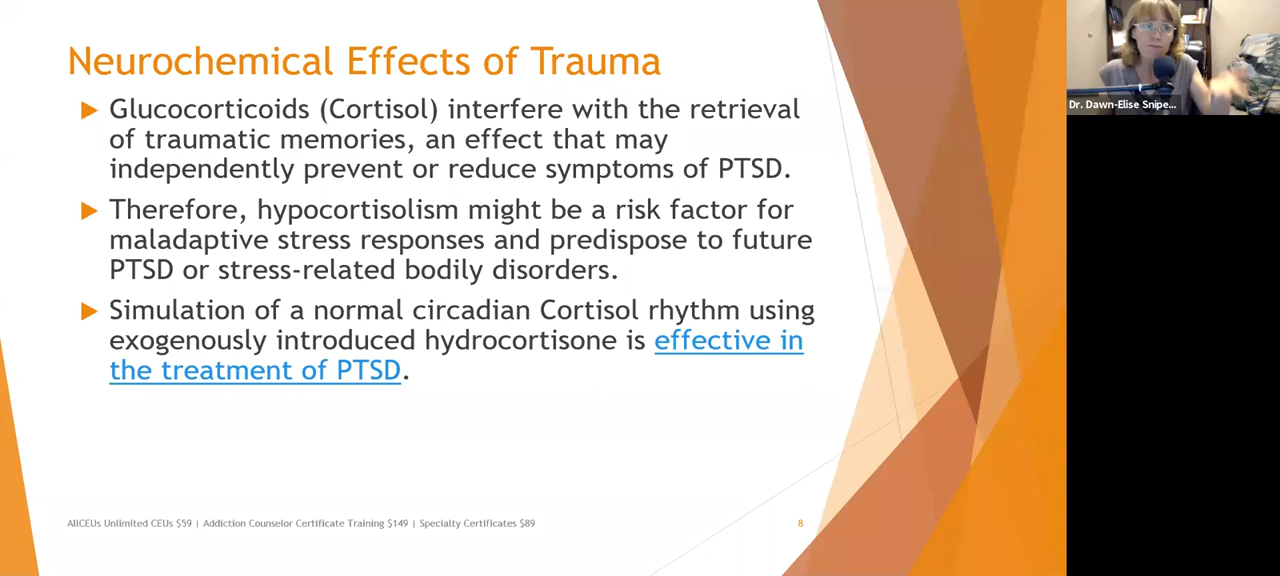 Neurochemical Effects of Trauma
Glucocorticoids (Cortisol) interfere with the retrieval
of traumatic memories, an effect that may
independently prevent or reduce symptoms of PTSD.
Therefore, hypocortisolism might be a risk factor for
maladaptive stress responses and predispose to future
PTSD or stress-related bodily disorders.
Simulation of a normal circadian Cortisol rhythm using
exogenously introduced hydrocortisone is effective in
the treatment of PTSD.
AllCEUs Unlimited CEUs $59 | Addiction Counselor Certificate Training $149 | Specialty Certificates $89
8
Dr. Dawn-Elise Snipe...